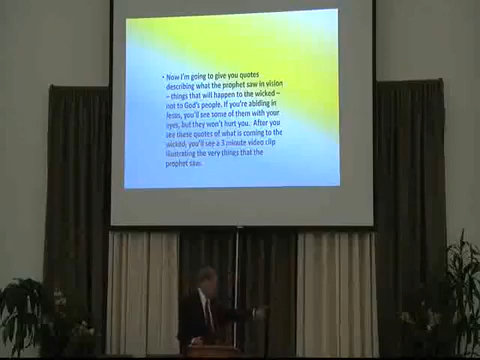 • Now I'm going to give you quotes
describing what the prophet saw in vision
– things that will happen to the wicked –
not to God's people. If you're abiding in
Jesus, you'll see some of them with your
eyes, but they won't hurt you. After you
see these quotes of what is coming to the
wicked, you'll see a 3 minute video clip
illustrating the very things that the
prophet saw.